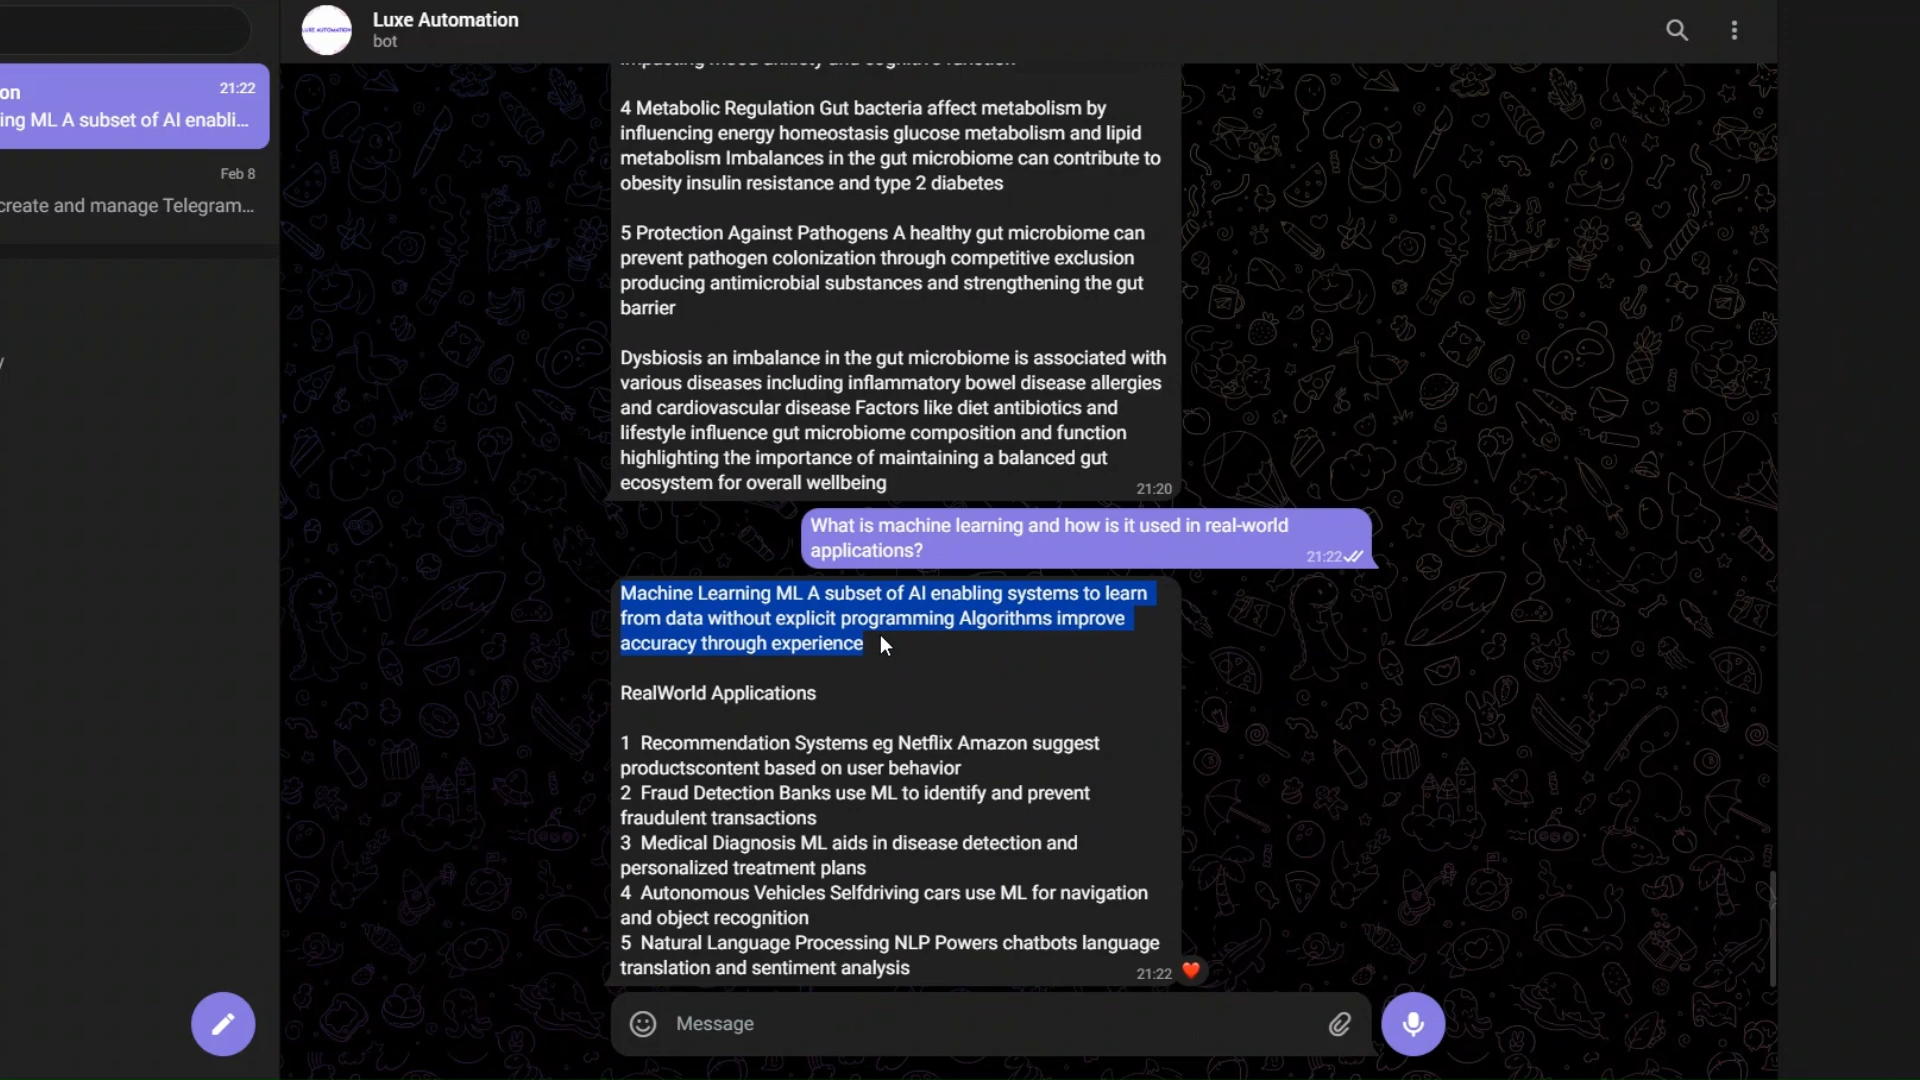 Luxe Automation
bot
LUXE AUTOMATION
on
21:22
ing ML A subset of AI enabli...
Feb 8
create and manage Telegram...
y
impacting mood anxiety and cognitive function
4 Metabolic Regulation Gut bacteria affect metabolism by
influencing energy homeostasis glucose metabolism and lipid
metabolism Imbalances in the gut microbiome can contribute to
obesity insulin resistance and type 2 diabetes
5 Protection Against Pathogens A healthy gut microbiome can
prevent pathogen colonization through competitive exclusion
producing antimicrobial substances and strengthening the gut
barrier
Dysbiosis an imbalance in the gut microbiome is associated with
various diseases including inflammatory bowel disease allergies
and cardiovascular disease Factors like diet antibiotics and
lifestyle influence gut microbiome composition and function
highlighting the importance of maintaining a balanced gut
ecosystem for overall wellbeing
21:20
What is machine learning and how is it used in real-world
applications?
21:22
Machine Learning ML A subset of AI enabling systems to learn
from data without explicit programming Algorithms improve
accuracy through experience
RealWorld Applications
1 Recommendation Systems eg Netflix Amazon suggest
productscontent based on user behavior
2 Fraud Detection Banks use ML to identify and prevent
fraudulent transactions
3 Medical Diagnosis ML aids in disease detection and
personalized treatment plans
4 Autonomous Vehicles Selfdriving cars use ML for navigation
and object recognition
5 Natural Language Processing NLP Powers chatbots language
translation and sentiment analysis
21:22
Message